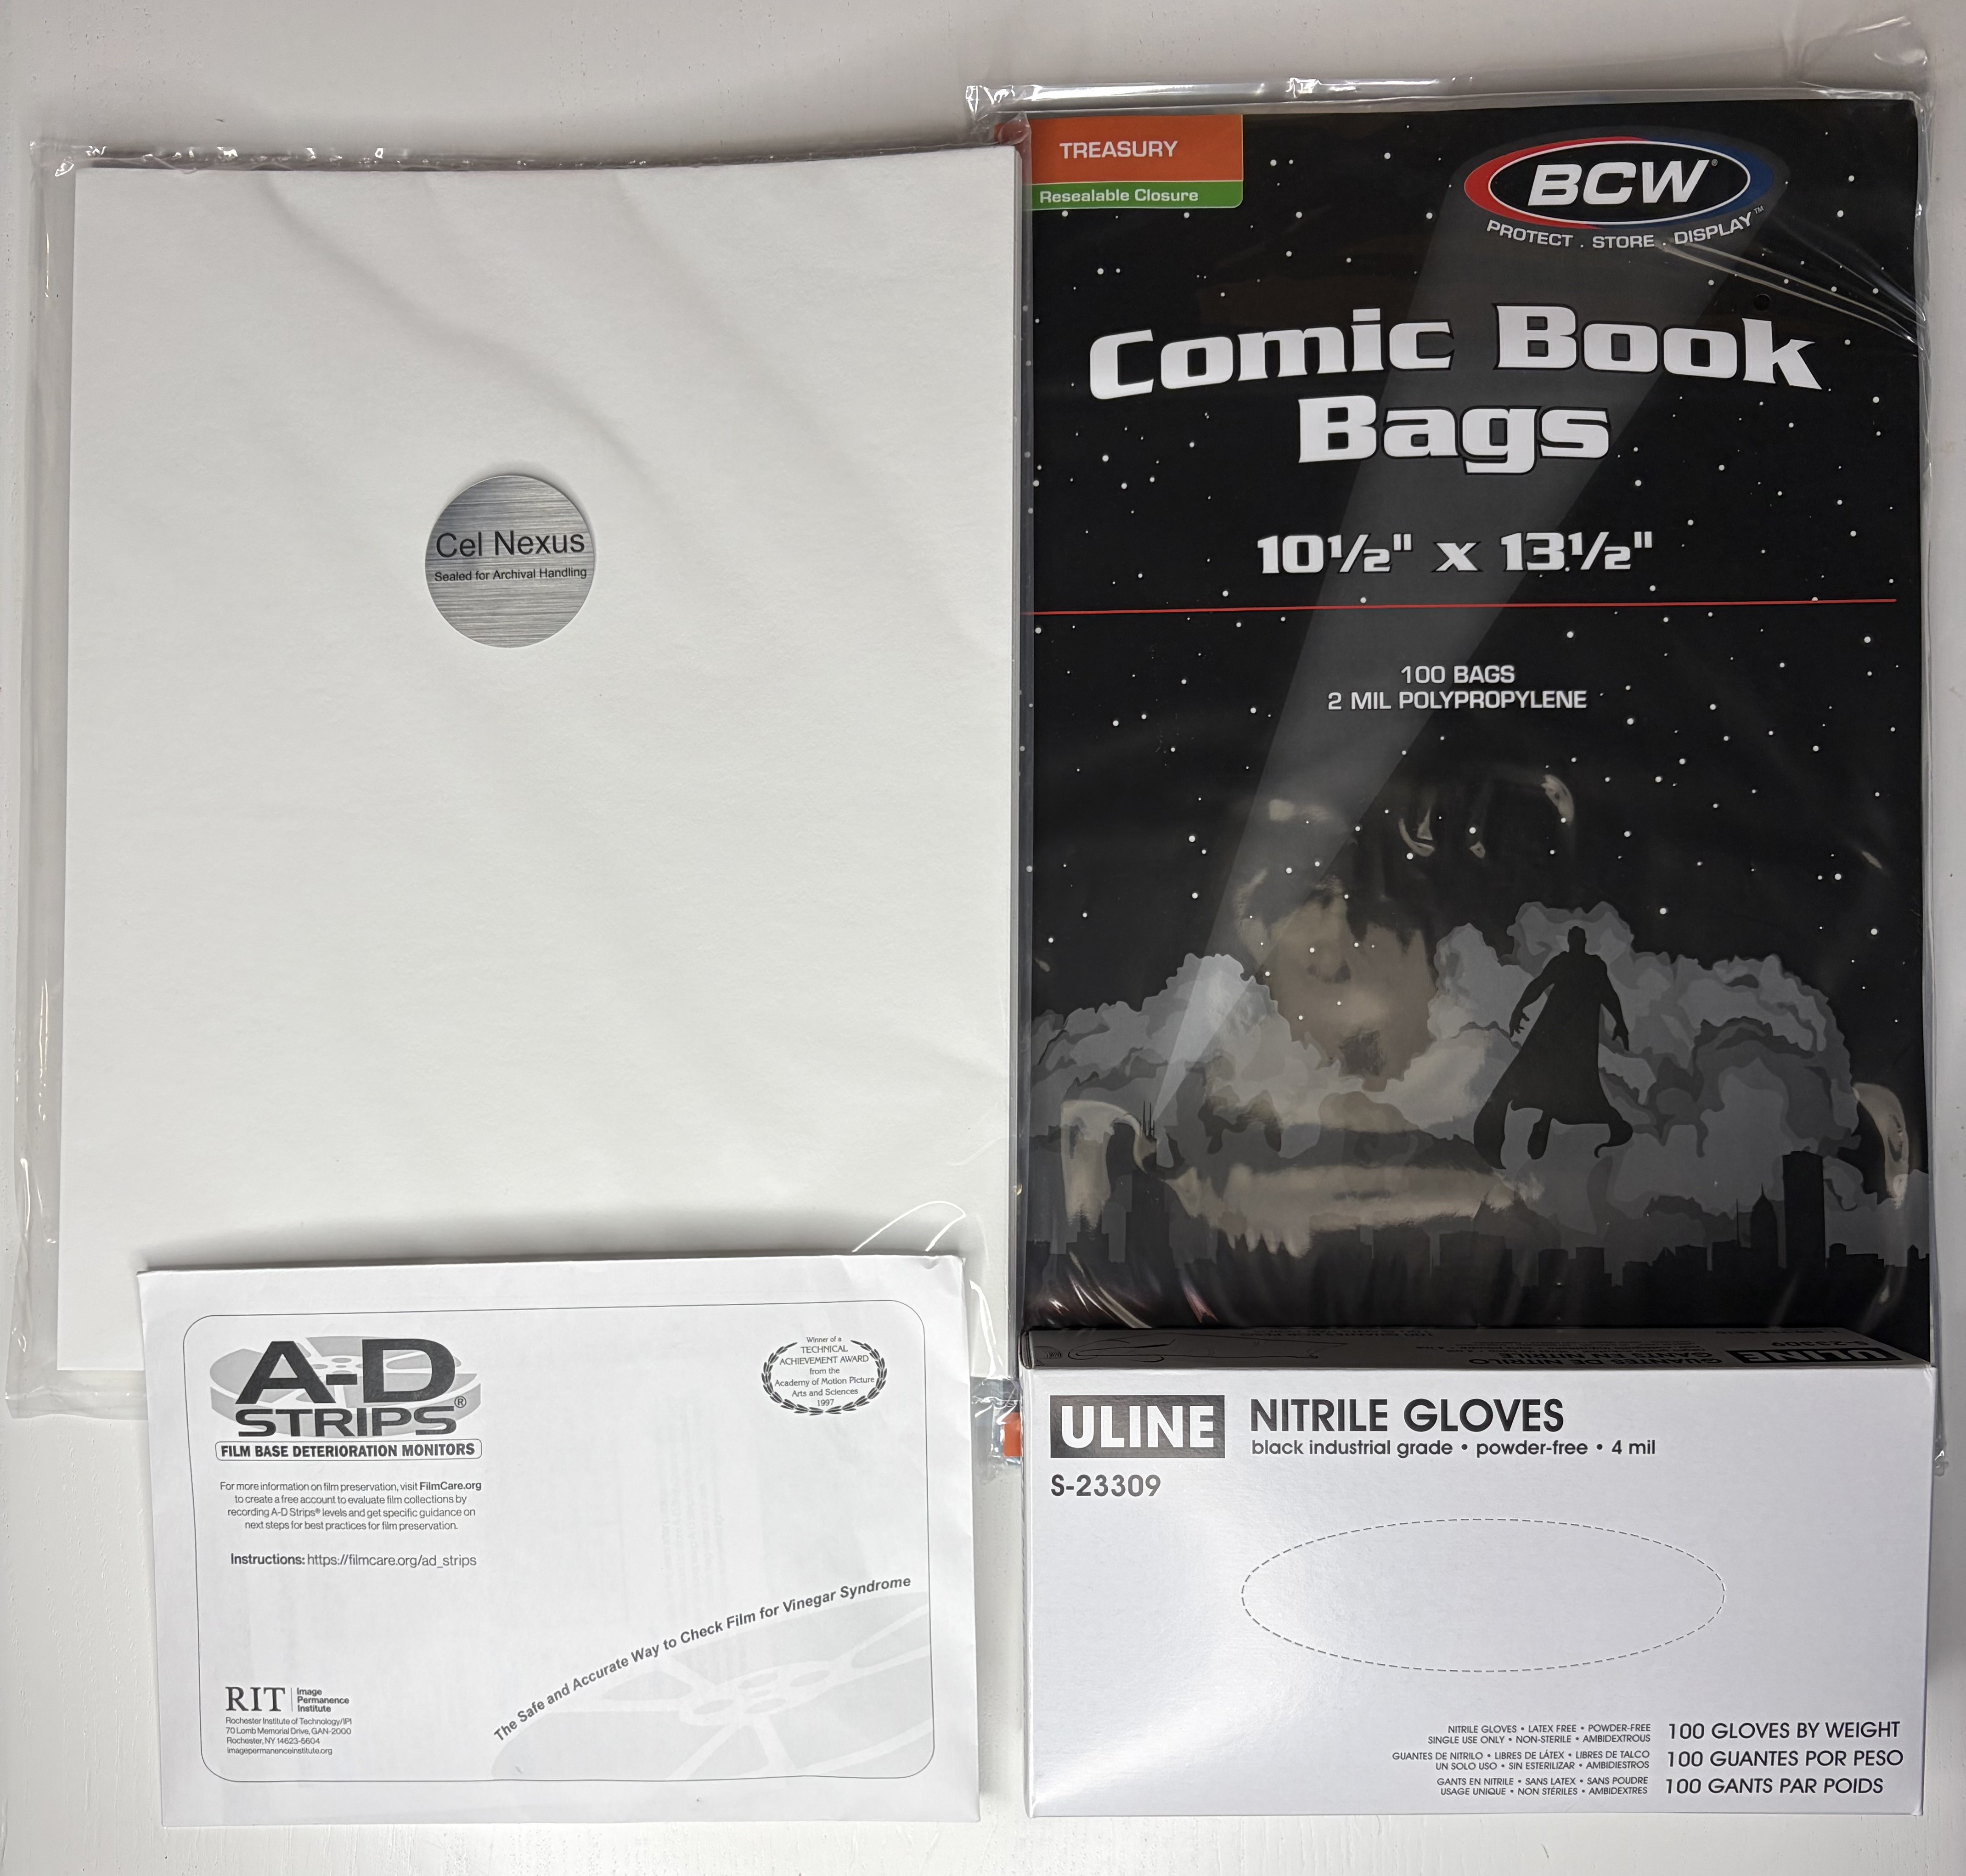 Cel Nexus
Sealed for Archival Handling
TREASURY
Resealable Closure
BCW®
PROTECT . STORE . DISPLAY™
Comic Book
Bags
10½" x 13½"
100 BAGS
2 MIL POLYPROPYLENE
A-D
STRIPS®
FILM BASE DETERIORATION MONITORS
For more information on film preservation, visit FilmCare.org
to create a free account to evaluate film collections by
recording A-D Strips® levels and get specific guidance on
next steps for best practices for film preservation.
Instructions: https://filmcare.org/ad_strips
Winner of a
TECHNICAL
ACHIEVEMENT AWARD
from the
Academy of Motion Picture
Arts and Sciences
1997
The Safe and Accurate Way to Check Film for Vinegar Syndrome
RIT
Image
Permanence
Institute
Rochester Institute of Technology/IPI
70 Lomb Memorial Drive, GAN-2000
Rochester, NY 14623-5604
imagepermanenceinstitute.org
S-23309
ULINE
GUANTES DE NITRILO
GANTS EN NITRILE
ULINE
NITRILE GLOVES
black industrial grade • powder-free • 4 mil
S-23309
NITRILE GLOVES • LATEX FREE • POWDER-FREE
SINGLE USE ONLY • NON-STERILE • AMBIDEXTROUS
100 GLOVES BY WEIGHT
GUANTES DE NITRILO • LIBRES DE LÁTEX • LIBRES DE TALCO
UN SOLO USO • SIN ESTERILIZAR • AMBIDIESTROS
100 GUANTES POR PESO
GANTS EN NITRILE • SANS LATEX • SANS POUDRE
USAGE UNIQUE • NON STÉRILES • AMBIDEXTRES
100 GANTS PAR POIDS